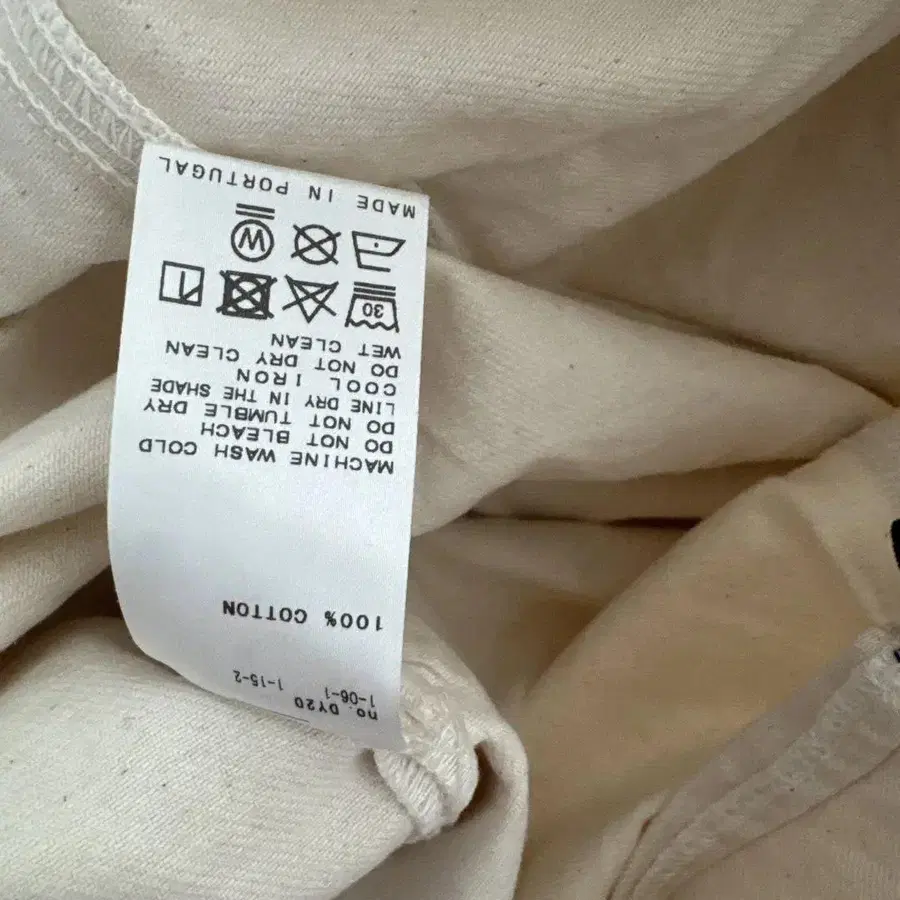 no. DY20
1-06-1 1-15-2
100% COTTON
MACHINE WASH COLD
DO NOT BLEACH
DO NOT TUMBLE DRY
LINE DRY IN THE SHADE
COOL IRON
DO NOT DRY CLEAN
WET CLEAN
30
W
MADE IN PORTUGAL